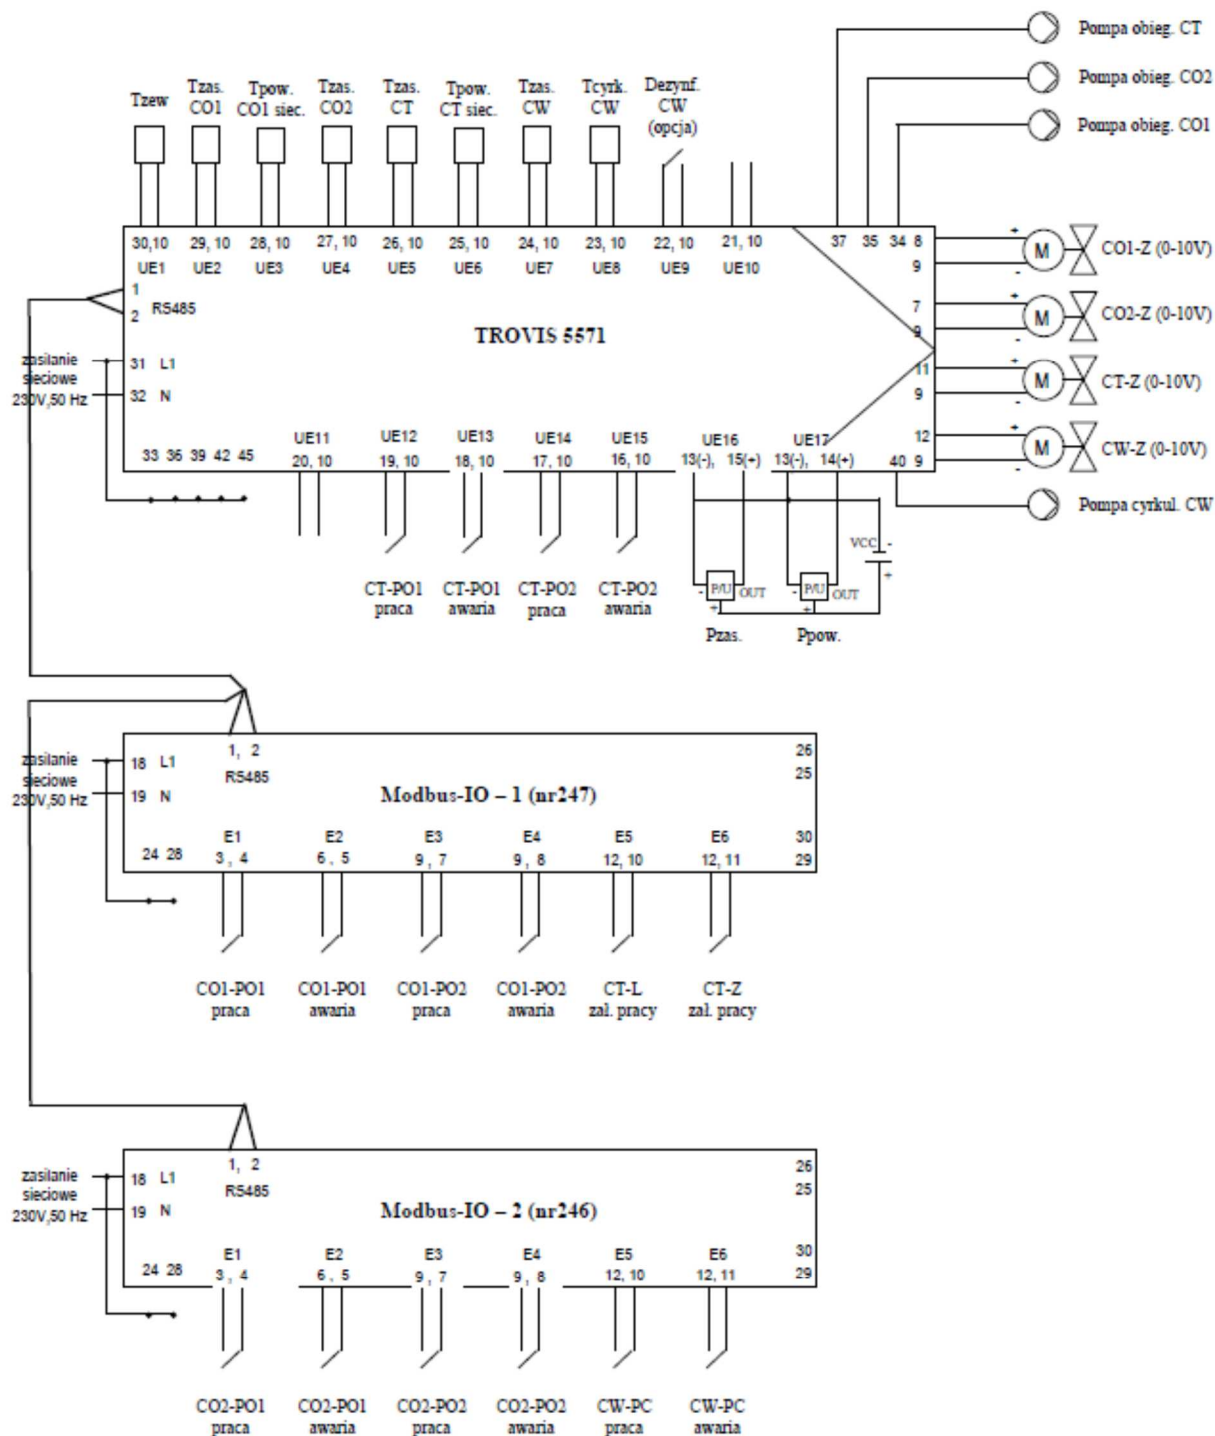 Pompa obieg. CT
Pompa obieg. CO2
Pompa obieg. CO1
Tzew
Tzas.
CO1
Tpow.
CO1 siec.
Tzas.
CO2
Tzas.
CT
Tpow.
CT siec.
Tzas.
CW
Tcyrk.
CW
Dezynf.
CW
(opcja)
30,10
29, 10
28, 10
27, 10
26, 10
25, 10
24, 10
23, 10
22, 10
21, 10
37
35
34
8
UE1
UE2
UE3
UE4
UE5
UE6
UE7
UE8
UE9
UE10
9
+
M
-
CO1-Z (0-10V)
1
2
RS485
7
9
+
M
-
CO2-Z (0-10V)
TROVIS 5571
zasilanie
sieciowe
230V,50 Hz
31 L1
32 N
11
9
+
M
-
CT-Z (0-10V)
12
9
+
M
-
CW-Z (0-10V)
33 36 39 42 45
UE11
20, 10
UE12
19, 10
UE13
18, 10
UE14
17, 10
UE15
16, 10
UE16
13(-), 15(+)
UE17
13(-), 14(+)
40
Pompa cyrkul. CW
CT-PO1
praca
CT-PO1
awaria
CT-PO2
praca
CT-PO2
awaria
VCC
-
+
-
P/U
OUT
+
-
P/U
OUT
+
Pzas.
Ppow.
zasilanie
sieciowe
230V,50 Hz
18 L1
19 N
1, 2
RS485
26
25
Modbus-IO – 1 (nr247)
24 28
E1
3 , 4
E2
6 , 5
E3
9 , 7
E4
9 , 8
E5
12, 10
E6
12, 11
30
29
CO1-PO1
praca
CO1-PO1
awaria
CO1-PO2
praca
CO1-PO2
awaria
CT-L
zał. pracy
CT-Z
zał. pracy
zasilanie
sieciowe
230V,50 Hz
18 L1
19 N
1, 2
RS485
26
25
Modbus-IO – 2 (nr246)
24 28
E1
3 , 4
E2
6 , 5
E3
9 , 7
E4
9 , 8
E5
12, 10
E6
12, 11
30
29
CO2-PO1
praca
CO2-PO1
awaria
CO2-PO2
praca
CO2-PO2
awaria
CW-PC
praca
CW-PC
awaria